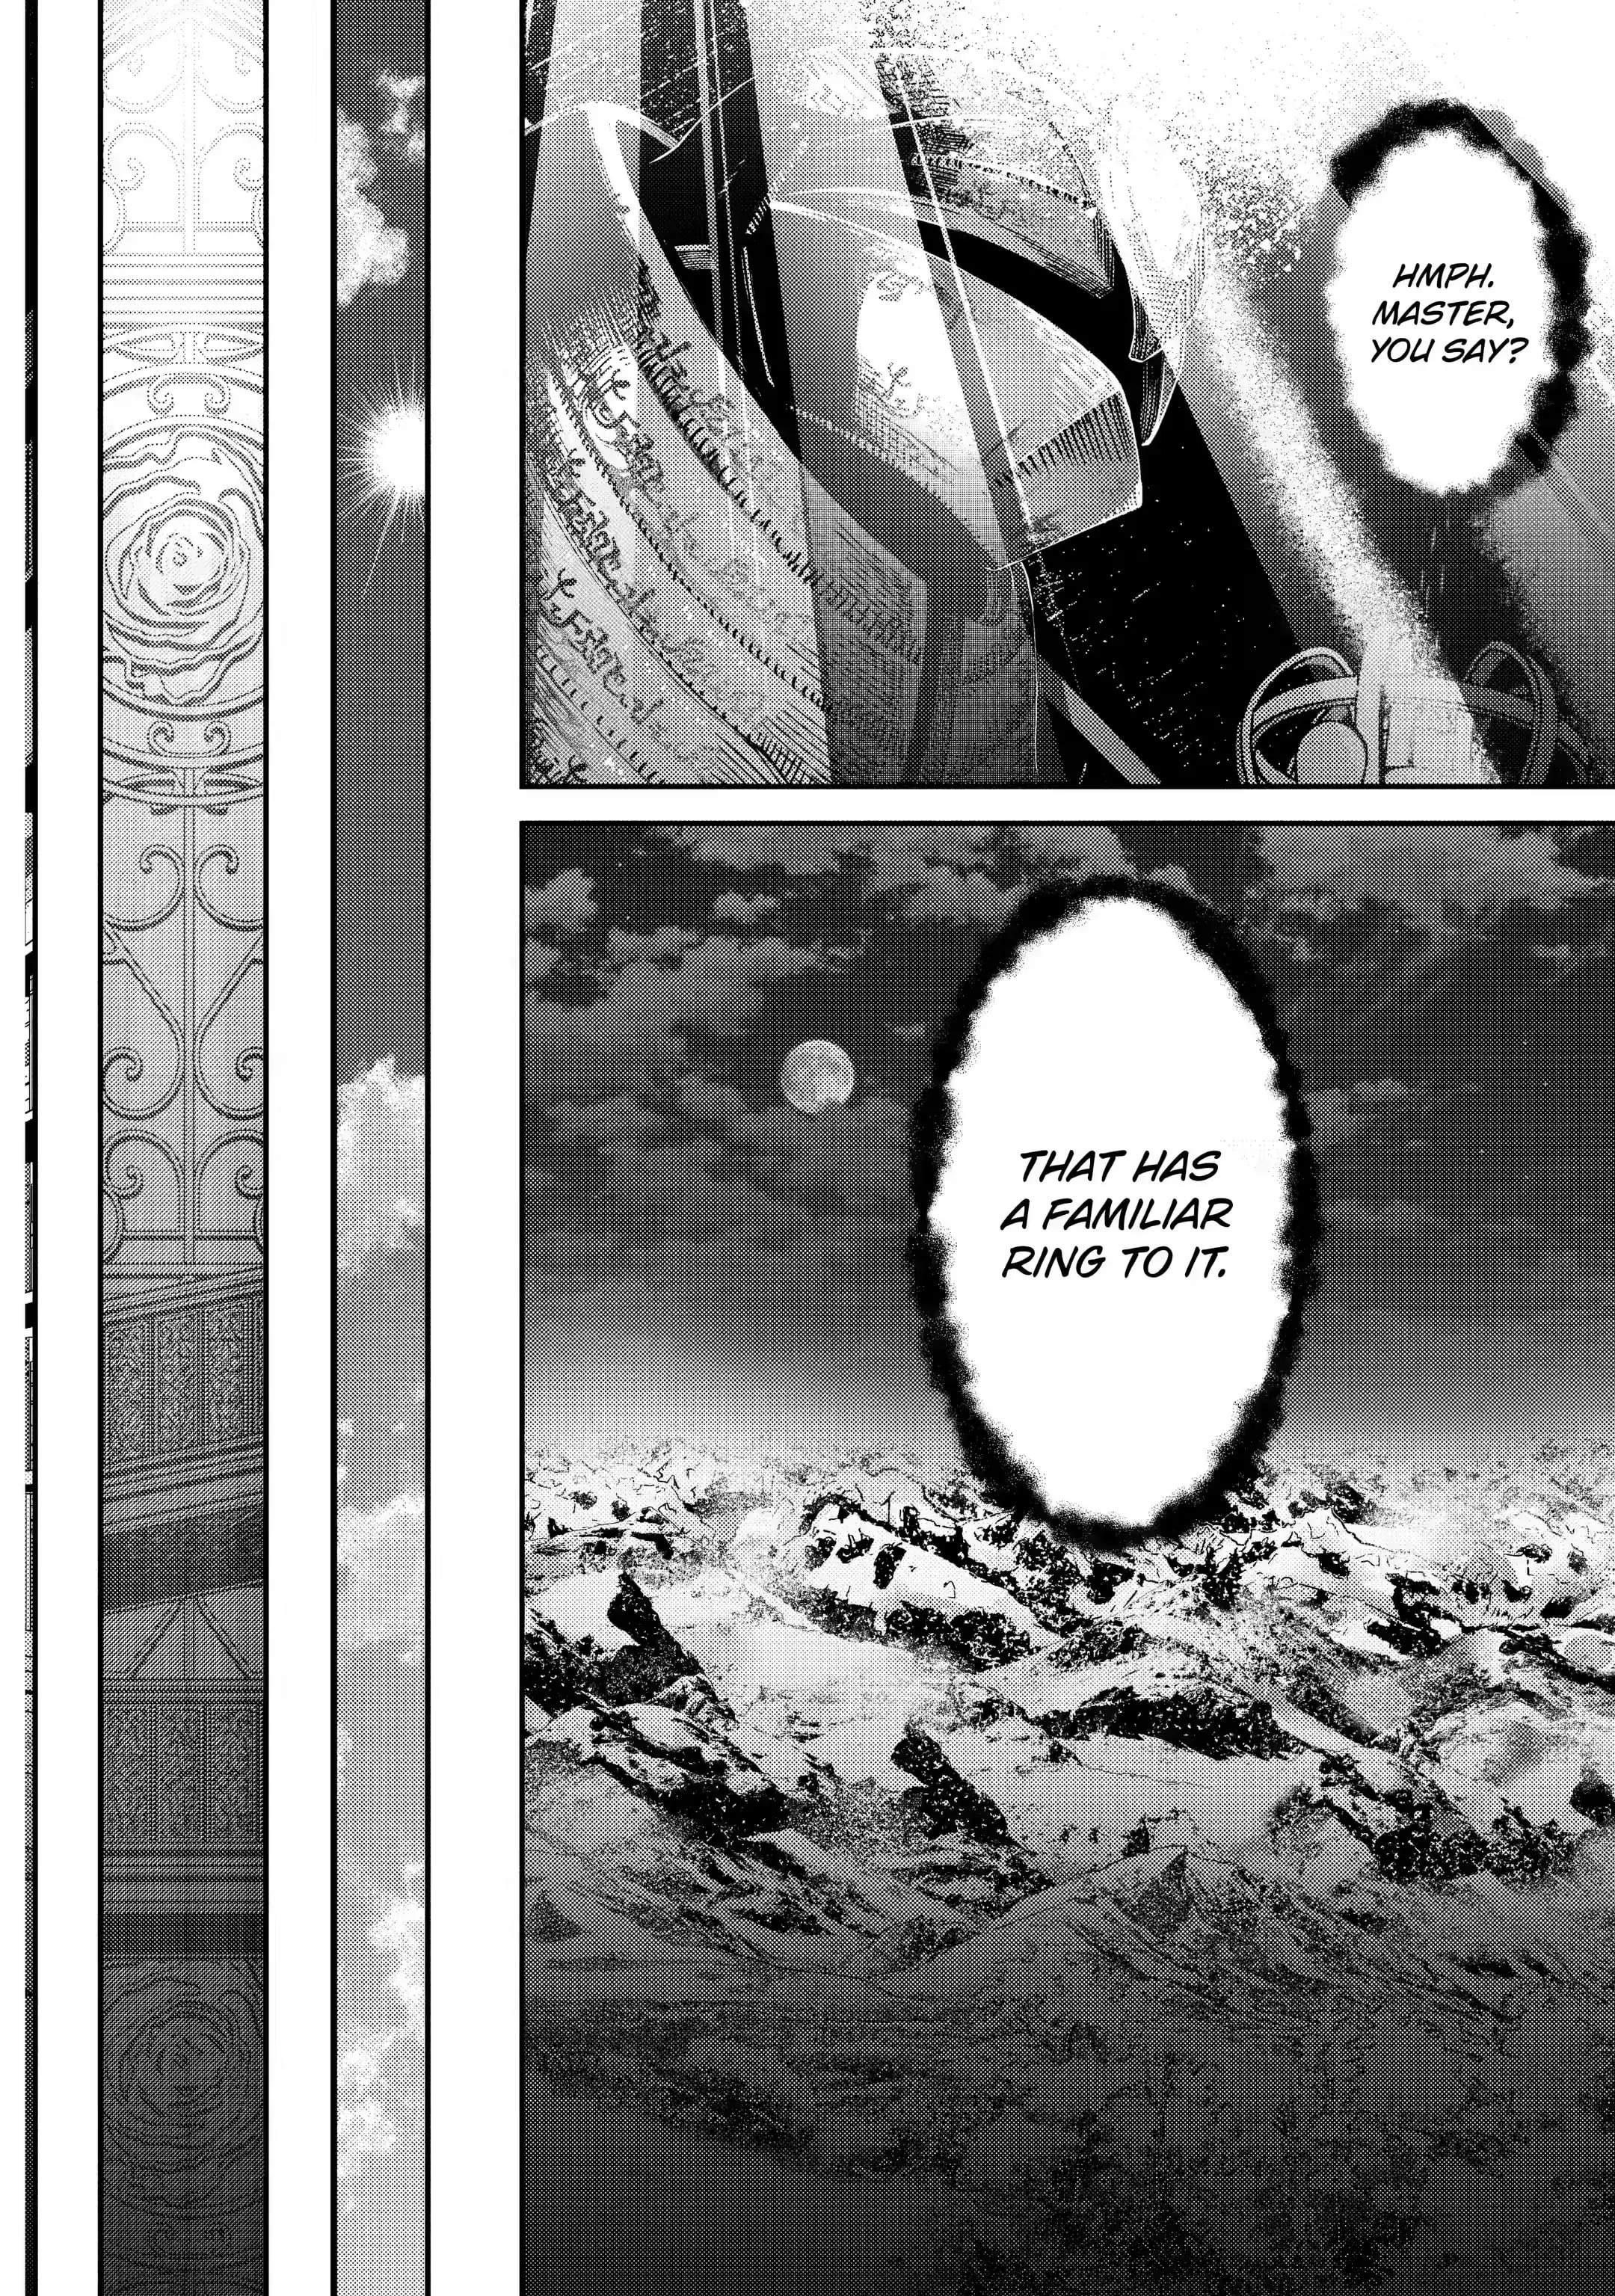 HMPH.
MASTER,
YOU SAY?
THAT HAS
A FAMILIAR
RING TO IT.